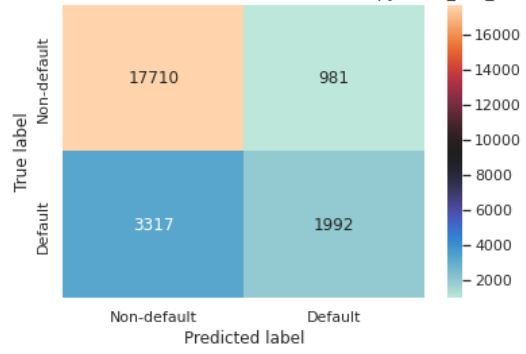 True label
Non-default
Default
17710 981
3317 1992
Non-default Default
Predicted label
16000
14000
12000
10000
8000
6000
4000
2000